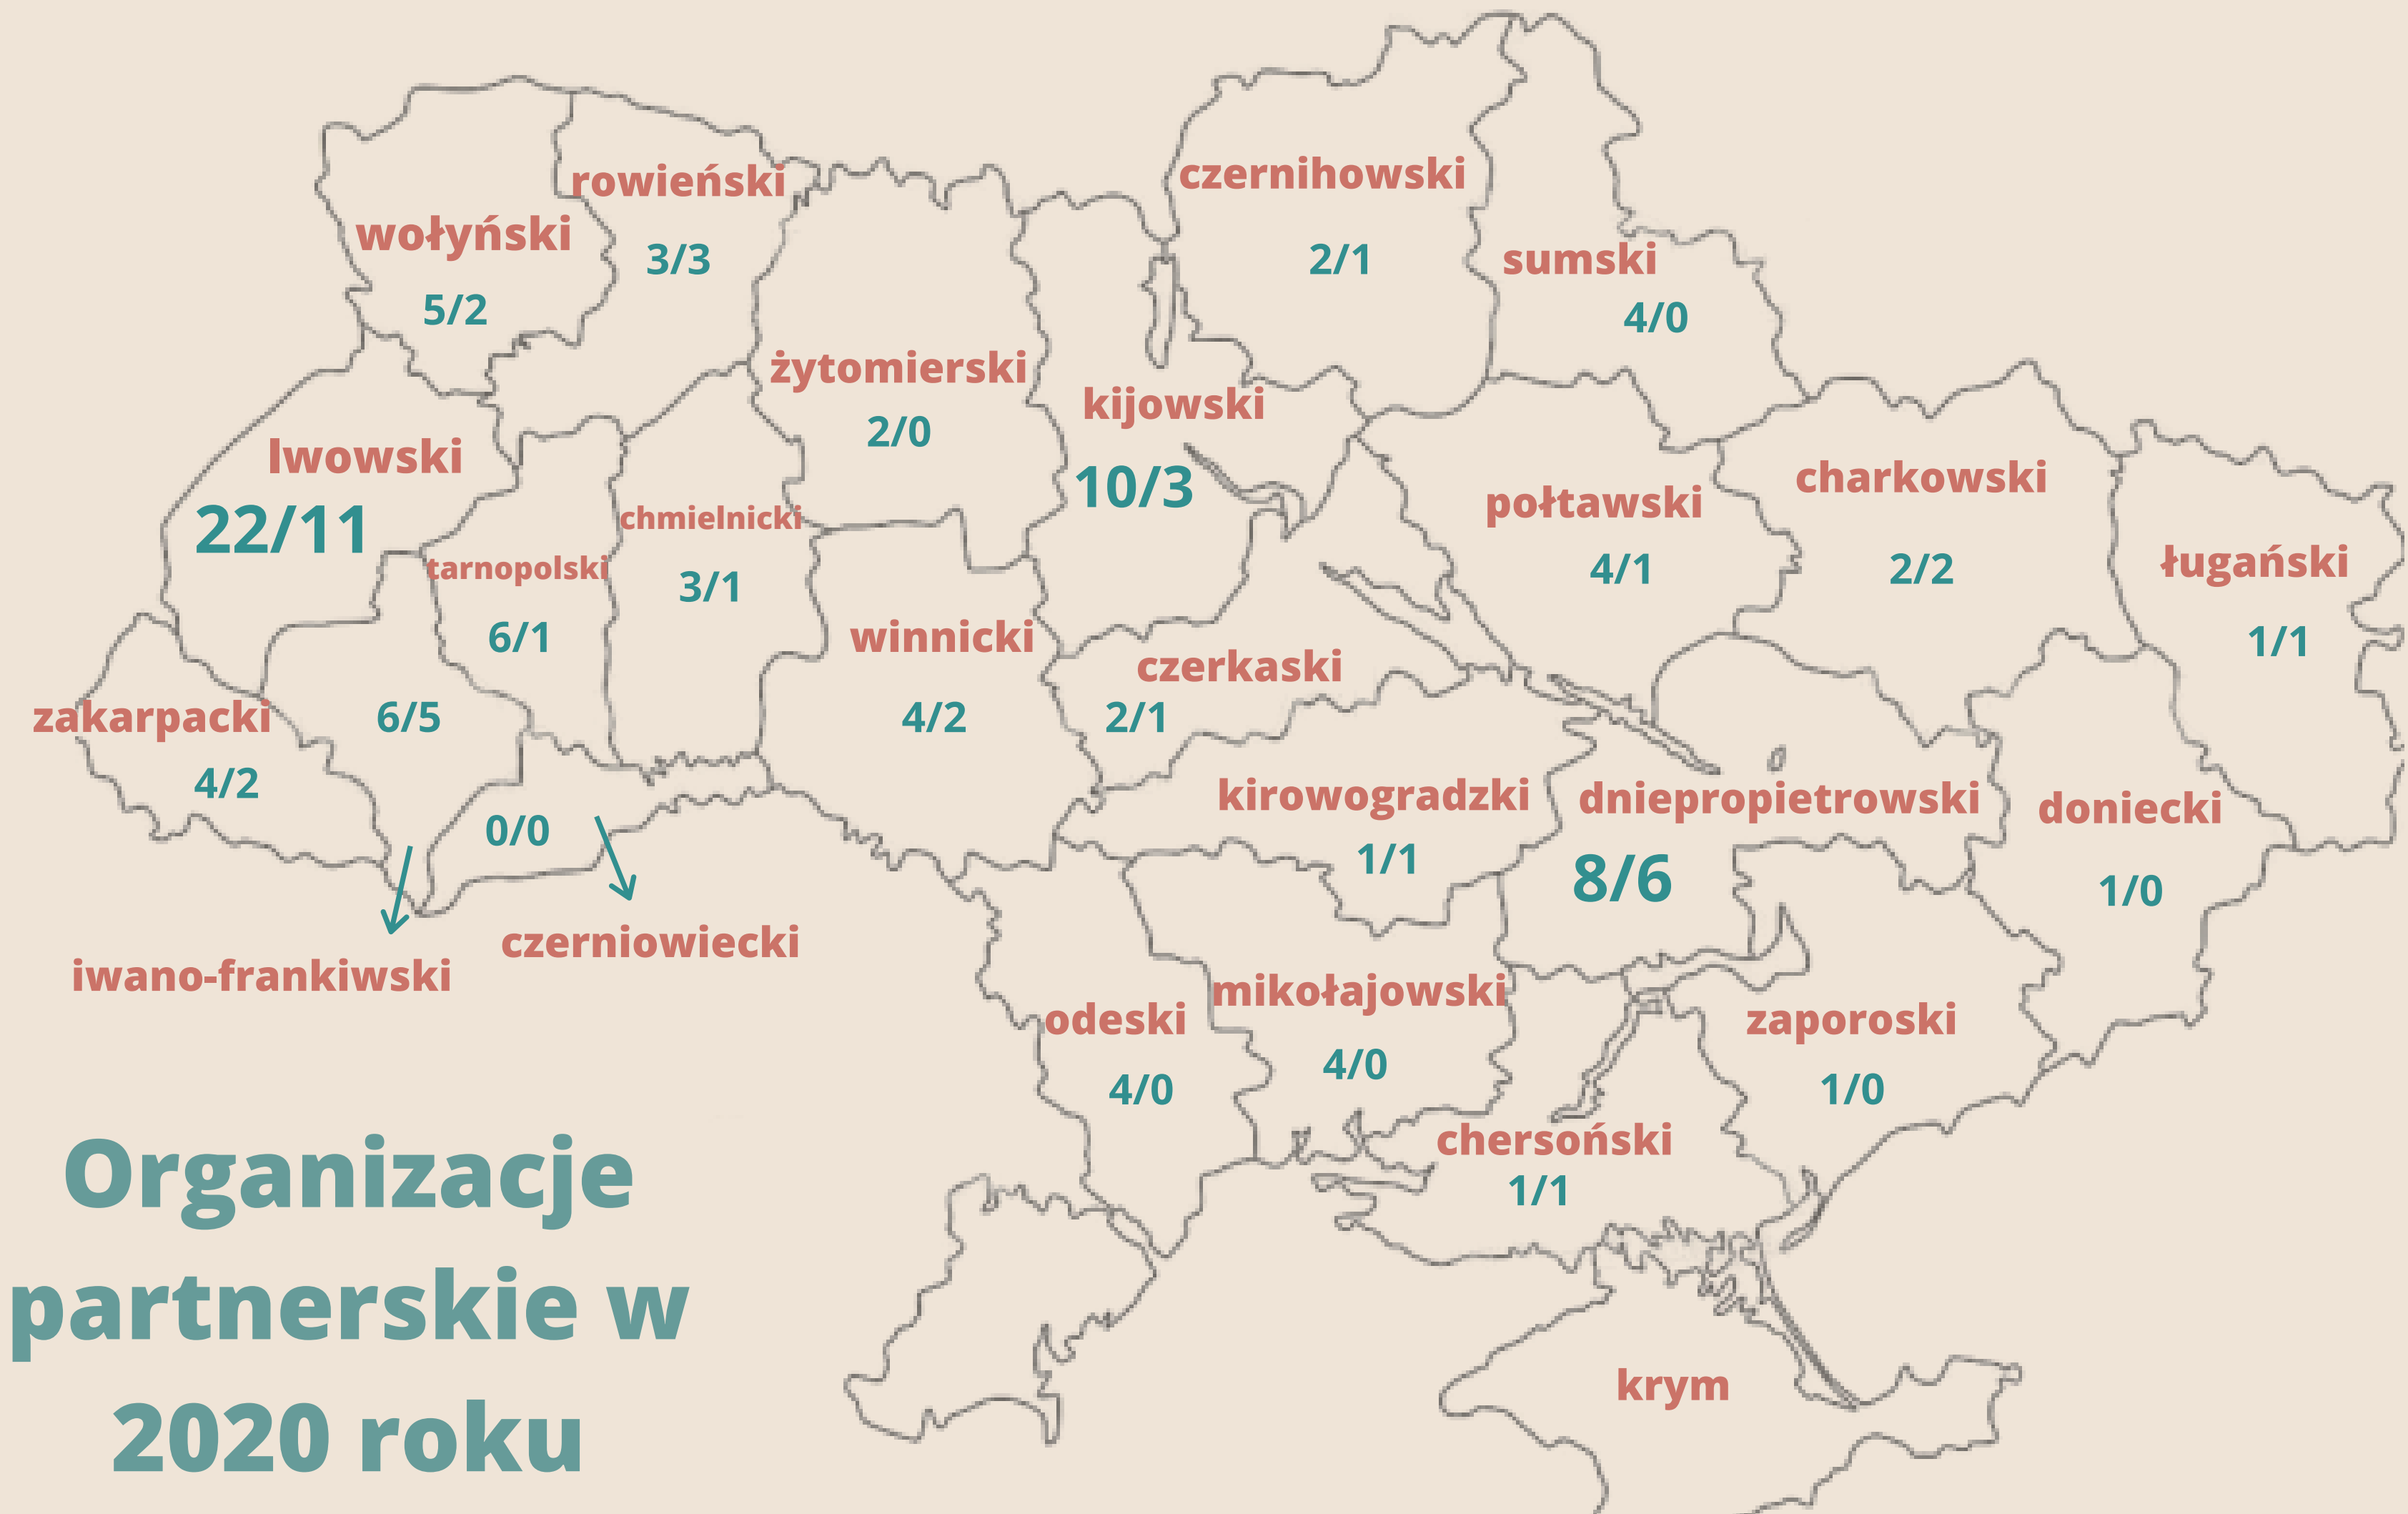 czernihowski
2/1
rowieński
3/3
wołyński
5/2
sumski
4/0
żytomierski
2/0
kijowski
10/3
lwowski
22/11
chmielnicki
3/1
tarnopolski
6/1
połtawski
4/1
charkowski
2/2
ługański
1/1
winnicki
4/2
czerkaski
2/1
zakarpacki
4/2
6/5
0/0
iwano-frankiwski
czerniowiecki
kirowogradzki
1/1
dniepropietrowski
8/6
doniecki
1/0
odeski
4/0
mikołajowski
4/0
zaporoski
1/0
chersoński
1/1
krym
Organizacje
partnerskie w
2020 roku